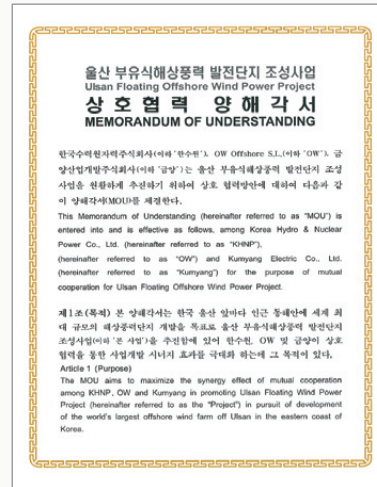 울산 부유식해상풍력 발전단지 조성사업
Ulsan Floating Offshore Wind Power Project
상호협력 양해각서
MEMORANDUM OF UNDERSTANDING
한국수력원자력주식회사(이하 '한수원'), OW Offshore S.L.(이하 'OW'), 금
양산업개발주식회사(이하 '금양')는 울산 부유식해상풍력 발전단지 조성
사업을 원활하게 추진하기 위하여 상호 협력방안에 대하여 다음과 같
이 양해각서(MOU)를 체결한다.
This Memorandum of Understanding (hereinafter referred to as "MOU") is
entered into and is effective as follows, among Korea Hydro & Nuclear
Power Co., Ltd. (hereinafter referred to as "KHNP"),
(hereinafter referred to as "OW") and Kumyang Electric Co., Ltd.
(hereinafter referred to as "Kumyang") for the purpose of mutual
cooperation for Ulsan Floating Offshore Wind Power Project.
제1조(목적) 본 양해각서는 한국 울산 앞바다 인근 동해안에 세계 최
대 규모의 해상풍력단지 개발을 목표로 울산 부유식해상풍력 발전단지
조성사업(이하 '본 사업')을 추진함에 있어 한수원, OW 및 금양이 상호
협력을 통한 사업개발 시너지 효과를 극대화 하는데 그 목적이 있다.
Article 1 (Purpose)
The MOU aims to maximize the synergy effect of mutual cooperation
among KHNP, OW and Kumyang in promoting Ulsan Floating Wind Power
Project (hereinafter referred to as the "Project") in pursuit of development
of the world's largest offshore wind farm off Ulsan in the eastern coast of
Korea.